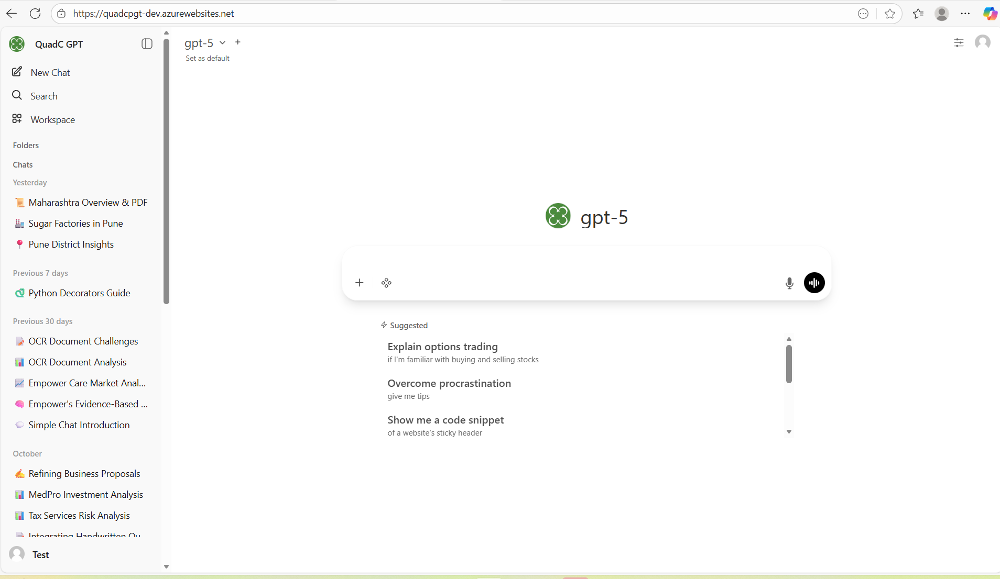 https://quadcpgt-dev.azurewebsites.net
QuadC GPT
New Chat
Search
Workspace
Folders
Chats
Yesterday
Maharashtra Overview & PDF
Sugar Factories in Pune
Pune District Insights
Previous 7 days
Python Decorators Guide
Previous 30 days
OCR Document Challenges
OCR Document Analysis
Empower Care Market Anal...
Empower's Evidence-Based ...
Simple Chat Introduction
October
Refining Business Proposals
MedPro Investment Analysis
Tax Services Risk Analysis
Integrating Handwritten Qu
Test
gpt-5
Set as default
gpt-5
Suggested
Explain options trading
if I'm familiar with buying and selling stocks
Overcome procrastination
give me tips
Show me a code snippet
of a website's sticky header